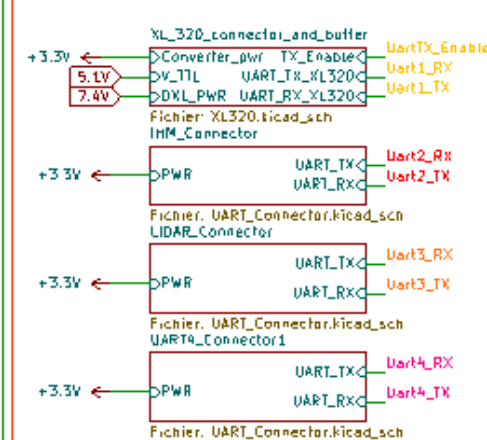 XL_320_connector_and_buffer
+3.3V Converter_pwr TX_Enable UartTX_Enable
5.1V V_TTL UART_TX_XL320 Uart1_RX
7.4V DXL_PWR UART_RX_XL320 Uart1_TX
Fichier: XL320.kicad_sch
IHM_Connector
UART_TX Uart2_RX
+3.3V PWR UART_RX Uart2_TX
Fichier: UART_Connector.kicad_sch
LIDAR_Connector
UART_TX Uart3_RX
+3.3V PWR UART_RX Uart3_TX
Fichier: UART_Connector.kicad_sch
UART4_Connector1
UART_TX Uart4_RX
+3.3V PWR UART_RX Uart4_TX
Fichier: UART_Connector.kicad_sch